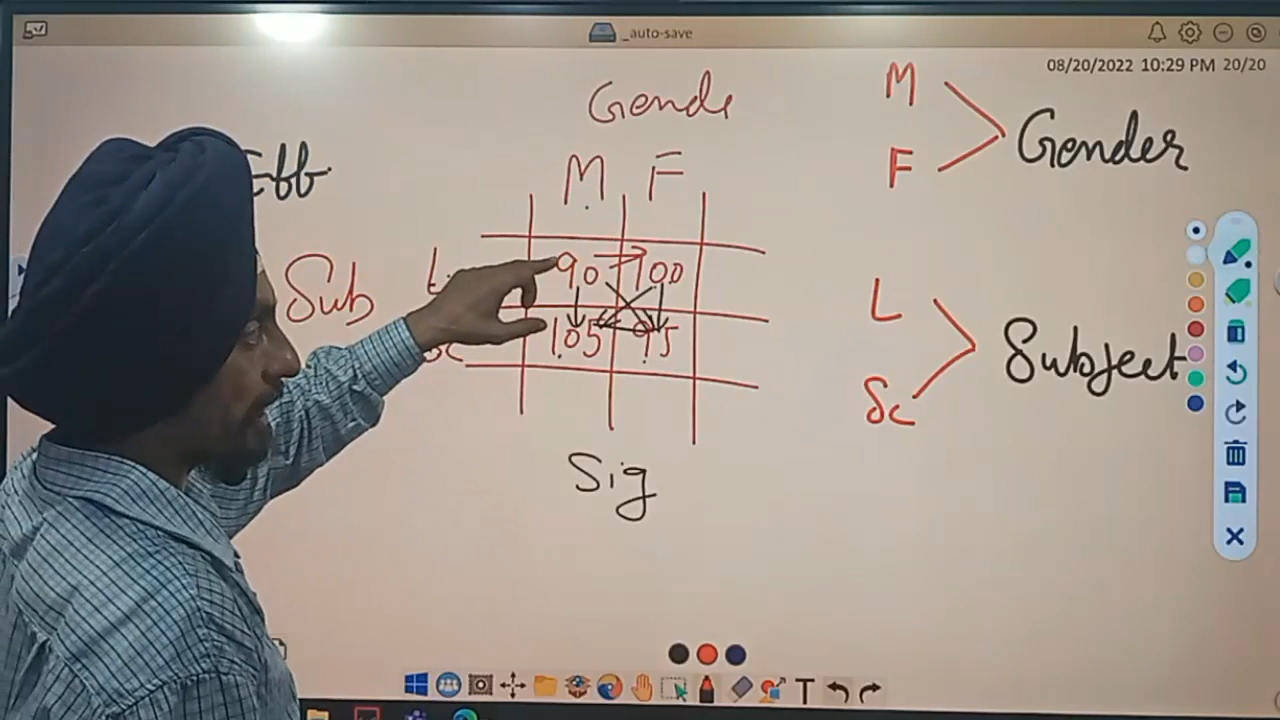 _auto-save
08/20/2022 10:29 PM 20/20
Gende
M F
Eff
Sub
L
90 100
Sc
105 95
Sig
M
F
Gender
L
Sc
Subject
T